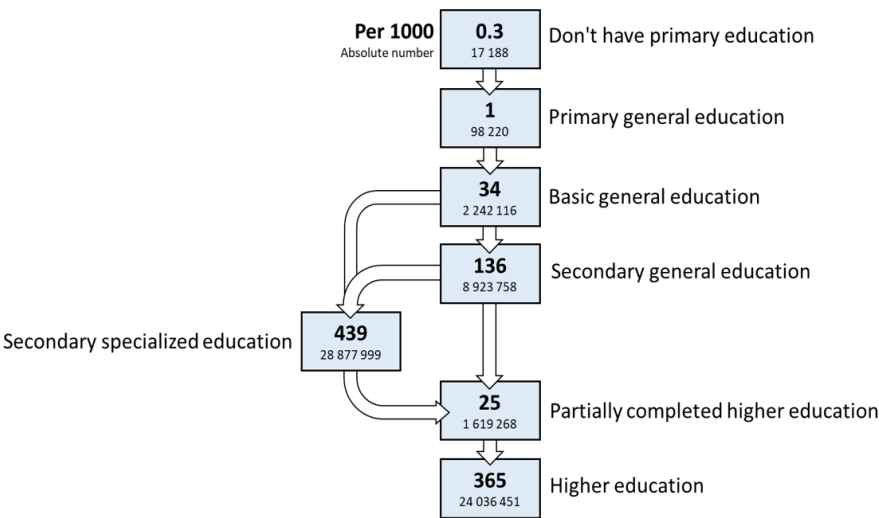 Per 1000
Absolute number
0.3
17 188
Don't have primary education
1
98 220
Primary general education
34
2 242 116
Basic general education
136
8 923 758
Secondary general education
Secondary specialized education
439
28 877 999
25
1 619 268
Partially completed higher education
365
24 036 451
Higher education